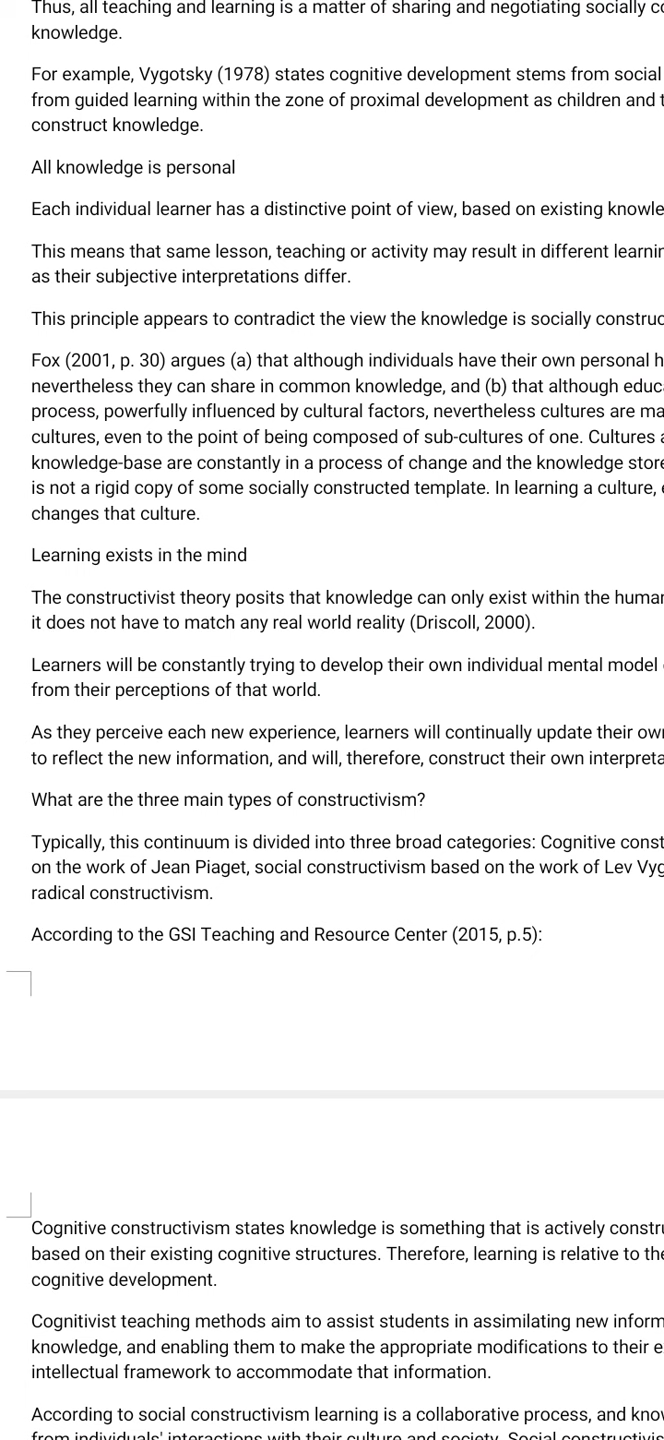 Thus, all teaching and learning is a matter of sharing and negotiating socially
knowledge.
For example, Vygotsky (1978) states cognitive development stems from social
from guided learning within the zone of proximal development as children and
construct knowledge.
All knowledge is personal
Each individual learner has a distinctive point of view, based on existing
This means that same lesson, teaching or activity may result in different
as their subjective interpretations differ.
This principle appears to contradict the view the knowledge is socially
Fox (2001, p. 30) argues (a) that although individuals have their own personal
nevertheless they can share in common knowledge, and (b) that although
process, powerfully influenced by cultural factors, nevertheless cultures are
cultures, even to the point of being composed of sub-cultures of one. Cultures
knowledge-base are constantly in a process of change and the knowledge
is not a rigid copy of some socially constructed template. In learning a culture,
changes that culture.
Learning exists in the mind
The constructivist theory posits that knowledge can only exist within the
it does not have to match any real world reality (Driscoll, 2000).
Learners will be constantly trying to develop their own individual mental model
from their perceptions of that world.
As they perceive each new experience, learners will continually update their
to reflect the new information, and will, therefore, construct their own
What are the three main types of constructivism?
Typically, this continuum is divided into three broad categories: Cognitive
on the work of Jean Piaget, social constructivism based on the work of Lev
radical constructivism.
According to the GSI Teaching and Resource Center (2015, p.5):
Cognitive constructivism states knowledge is something that is actively
based on their existing cognitive structures. Therefore, learning is relative to
cognitive development.
Cognitivist teaching methods aim to assist students in assimilating new
knowledge, and enabling them to make the appropriate modifications to their
intellectual framework to accommodate that information.
According to social constructivism learning is a collaborative process, and
from individuals' interactions with their culture and society. Social